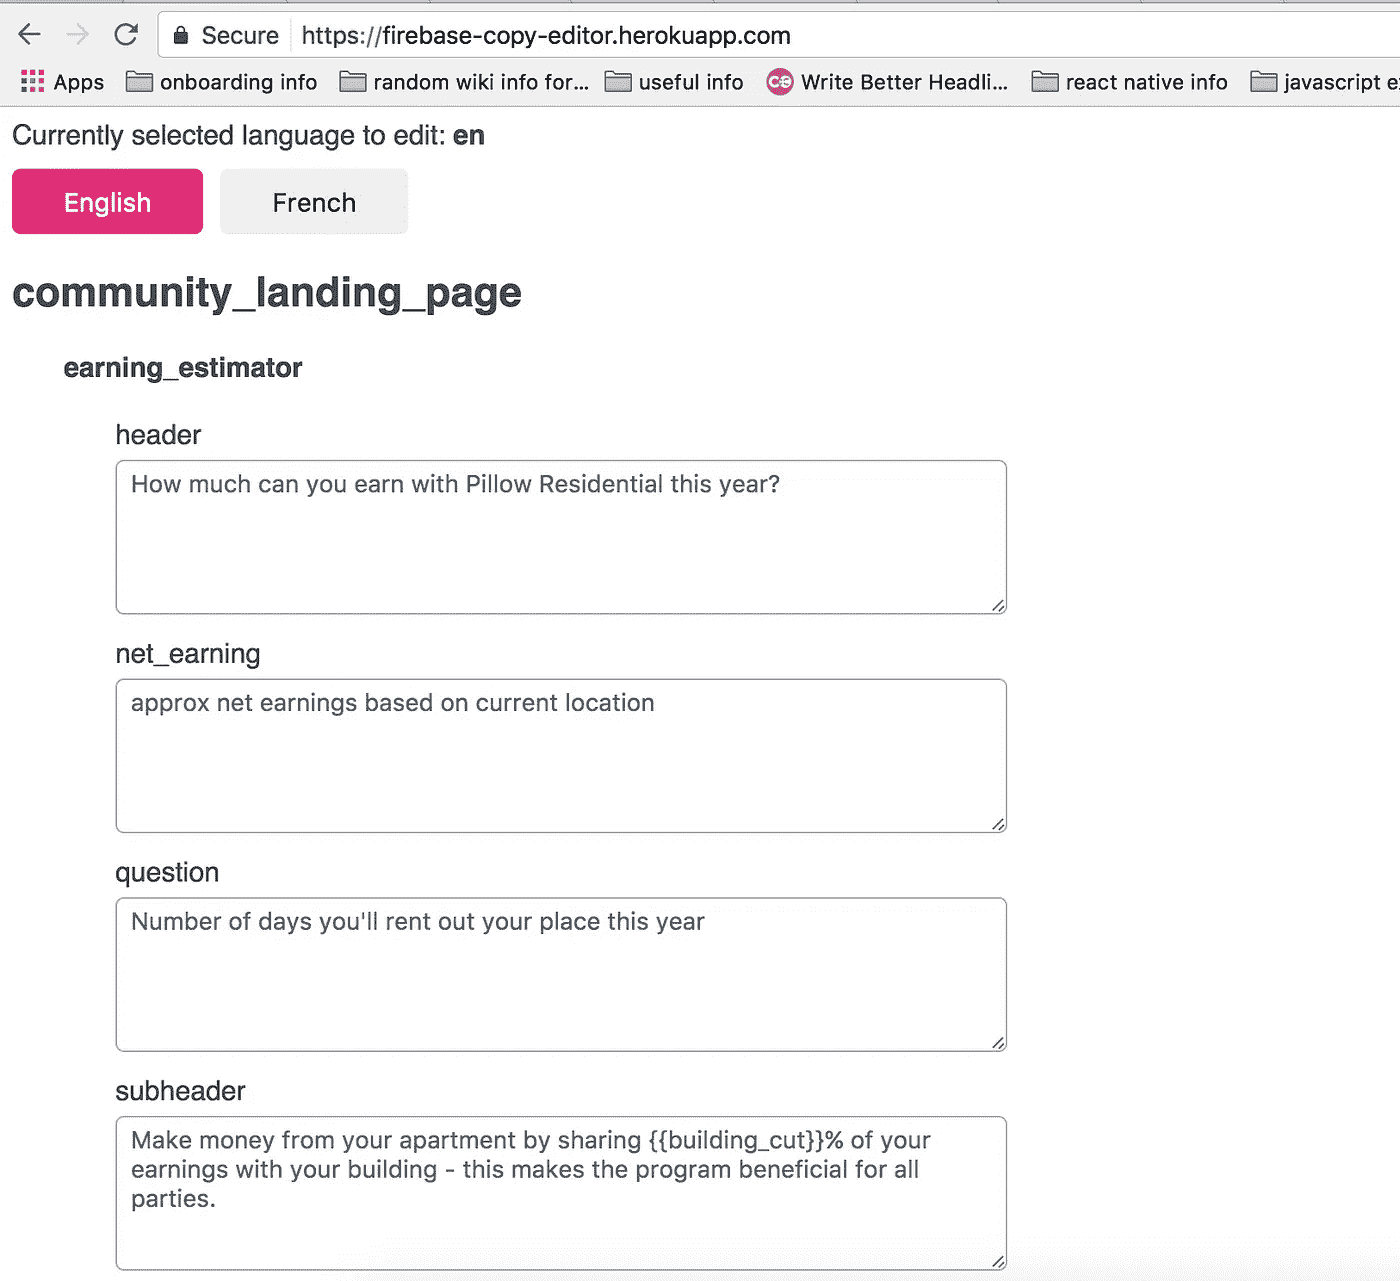 Secure https://firebase-copy-editor.herokuapp.com
Apps onboarding info random wiki info for... useful info Write Better Headli... react native info javascript e
Currently selected language to edit: en
English French
community_landing_page
earning_estimator
header
How much can you earn with Pillow Residential this year?
net_earning
approx net earnings based on current location
question
Number of days you'll rent out your place this year
subheader
Make money from your apartment by sharing {{building_cut}}% of your
earnings with your building - this makes the program beneficial for all
parties.